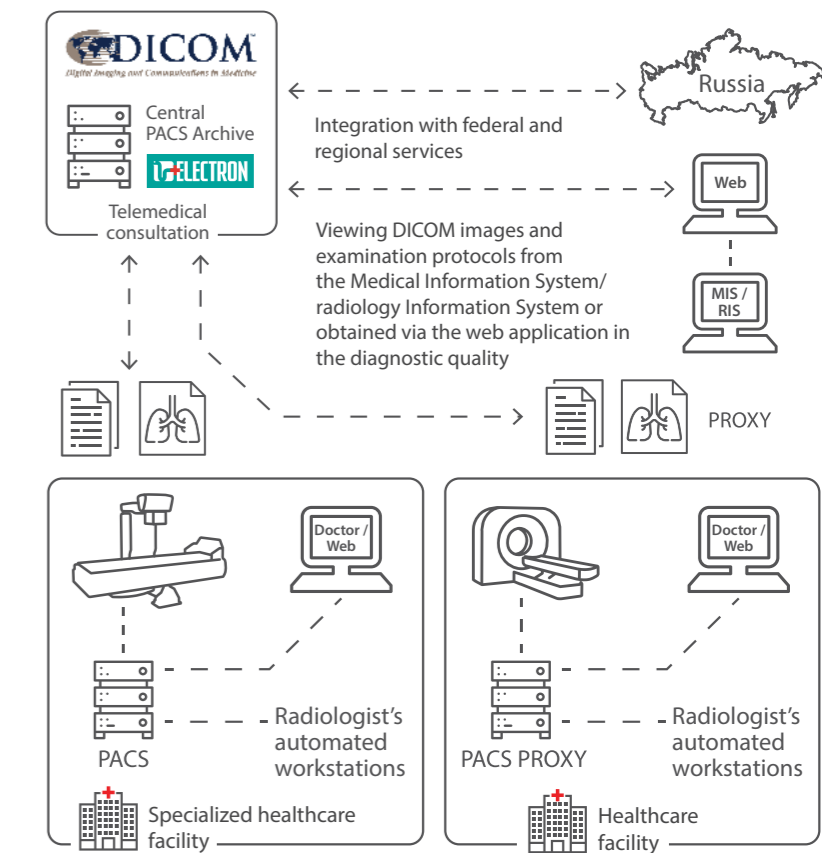 DICOM™
Digital Imaging and Communications in Medicine
Central
PACS Archive
ELECTRON
Telemedical
consultation
Russia
Integration with federal and
regional services
Web
Viewing DICOM images and
examination protocols from
the Medical Information System/
radiology Information System or
obtained via the web application in
the diagnostic quality
MIS /
RIS
PROXY
Doctor /
Web
PACS
Radiologist's
automated
workstations
Specialized healthcare
facility
Doctor /
Web
PACS PROXY
Radiologist's
automated
workstations
Healthcare
facility